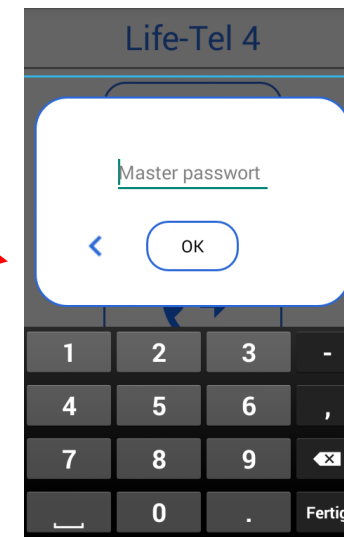 Life-Tel 4
Master passwort
OK
1 2 3 -
4 5 6 ,
7 8 9
0 .
Fertig